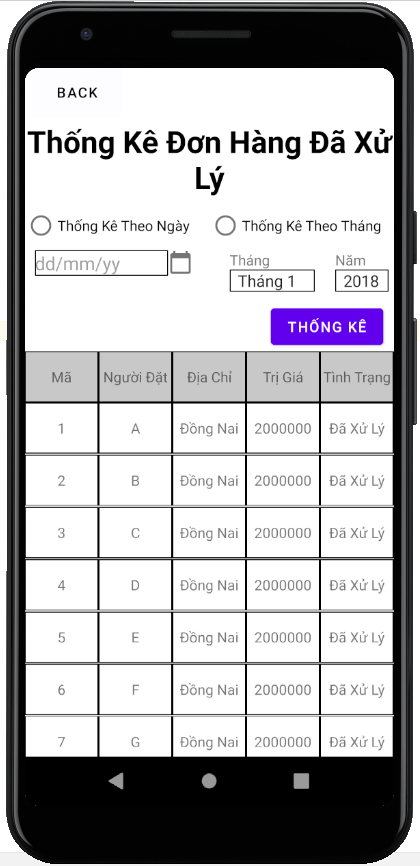 BACK
Thống Kê Đơn Hàng Đã Xử
Lý
Thống Kê Theo Ngày Thống Kê Theo Tháng
dd/mm/yy Tháng Năm
Tháng 1 2018
THỐNG KÊ
Mã Người Đặt Địa Chỉ Trị Giá Tình Trạng
1 A Đồng Nai 2000000 Đã Xử Lý
2 B Đồng Nai 2000000 Đã Xử Lý
3 C Đồng Nai 2000000 Đã Xử Lý
4 D Đồng Nai 2000000 Đã Xử Lý
5 E Đồng Nai 2000000 Đã Xử Lý
6 F Đồng Nai 2000000 Đã Xử Lý
7 G Đồng Nai 2000000 Đã Xử Lý